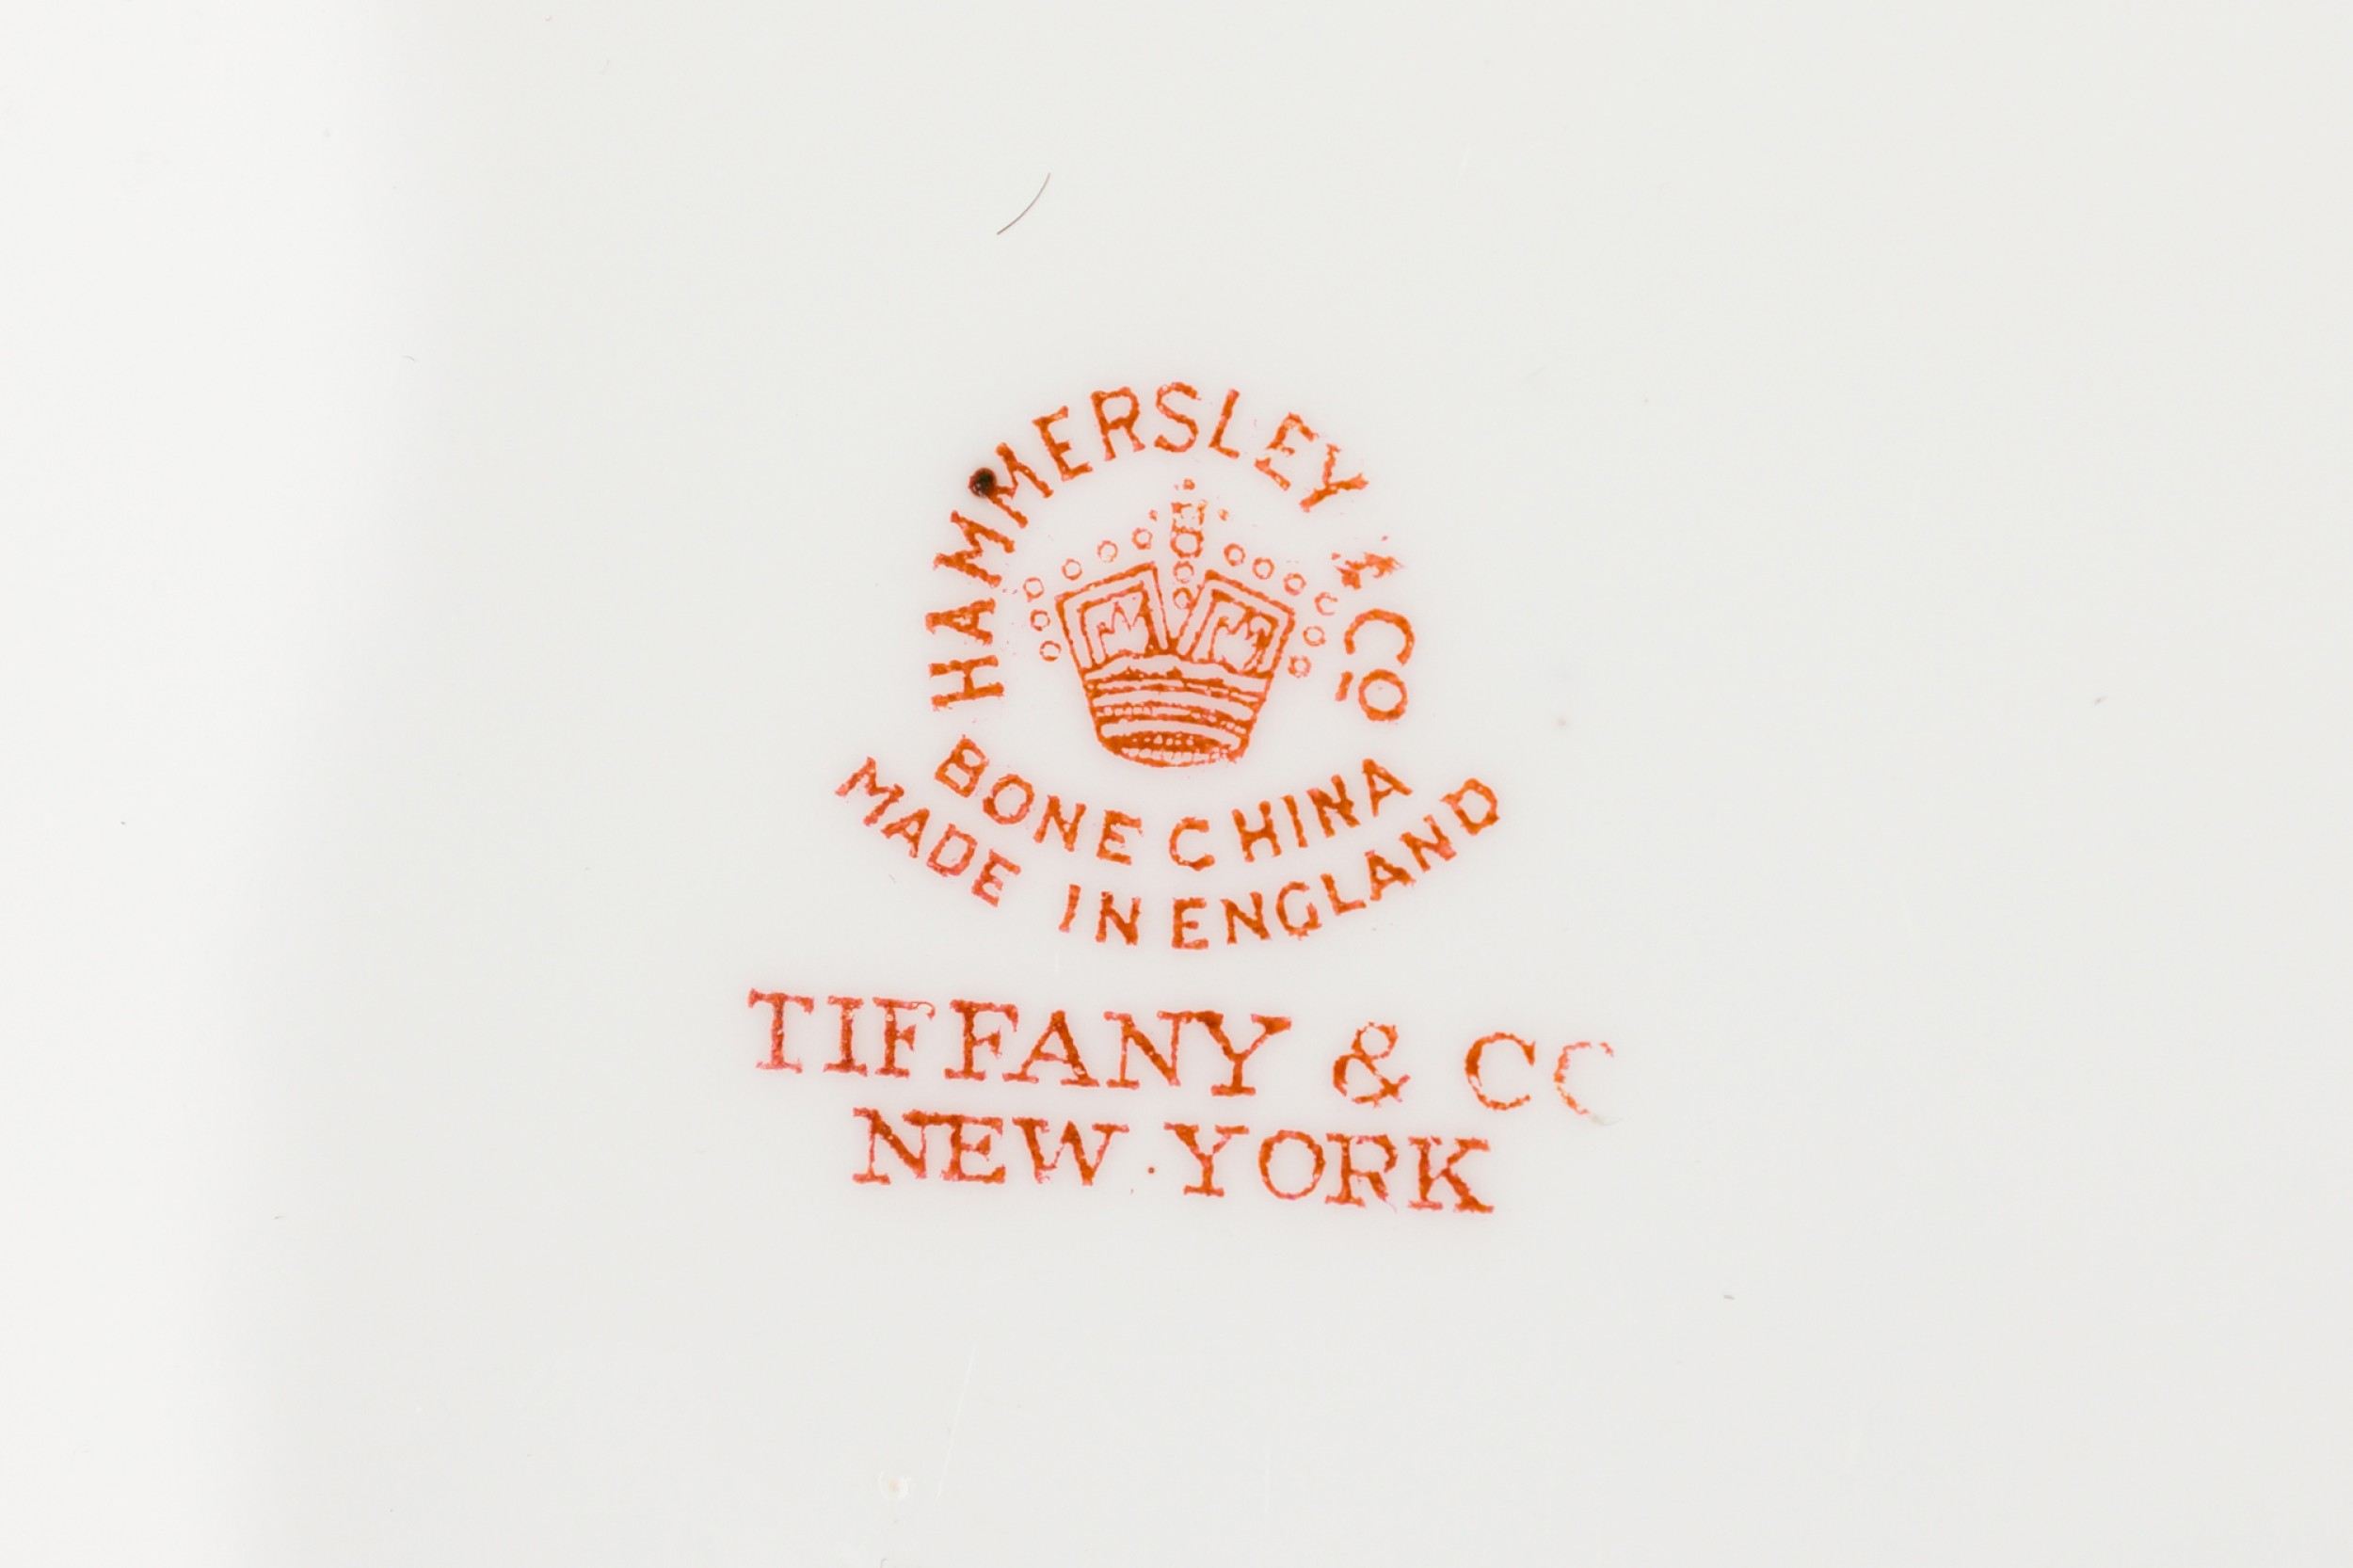 HAMMERSLEY & Co
BONE CHINA
MADE IN ENGLAND
TIFFANY & CO
NEW YORK